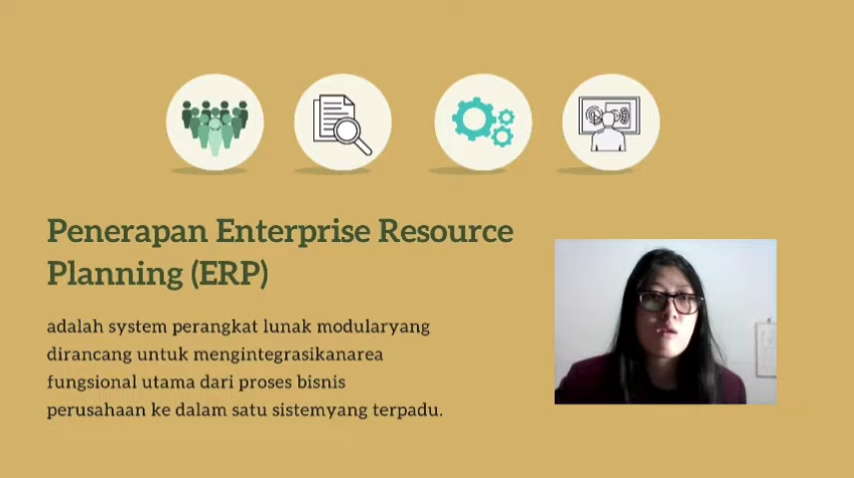 Penerapan Enterprise Resource
Planning (ERP)
adalah system perangkat lunak modularyang
dirancang untuk mengintegrasikanarea
fungsional utama dari proses bisnis
perusahaan ke dalam satu sistemyang terpadu.